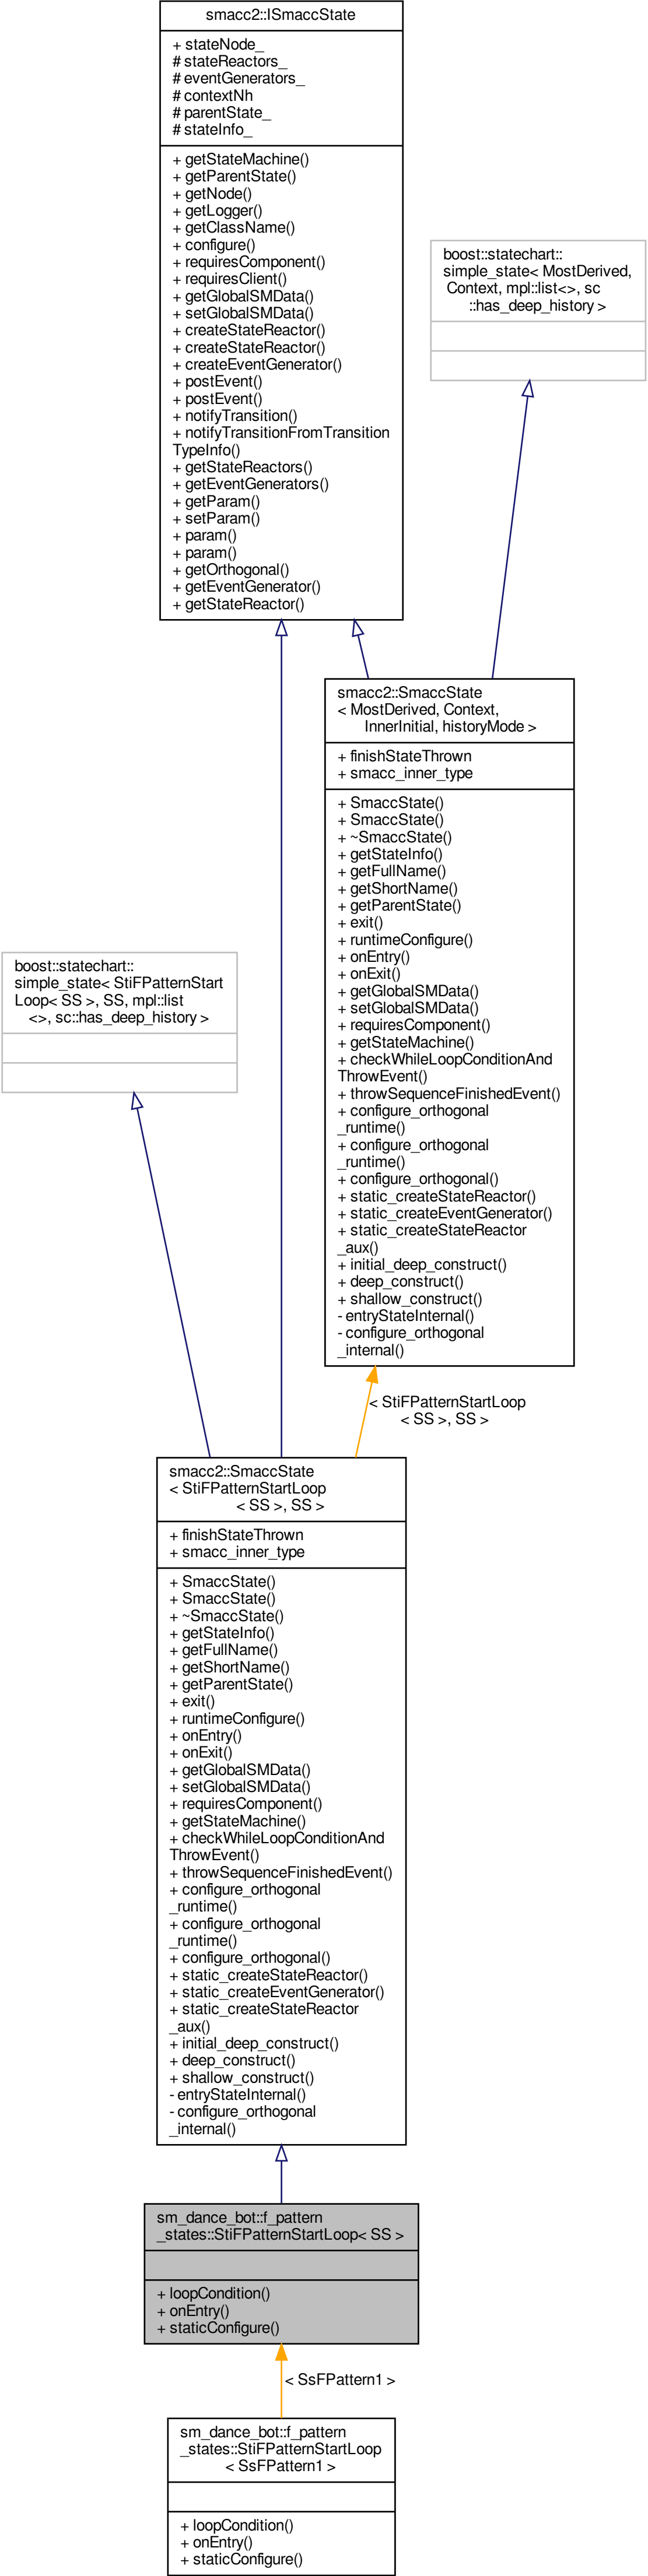 smacc2::ISmaccState
+ stateNode_
# stateReactors_
# eventGenerators_
# contextNh
# parentState_
# stateInfo_
+ getStateMachine()
+ getParentState()
+ getNode()
+ getLogger()
+ getClassName()
+ configure()
+ requiresComponent()
+ requiresClient()
+ getGlobalSMData()
+ setGlobalSMData()
+ createStateReactor()
+ createStateReactor()
+ createEventGenerator()
+ postEvent()
+ postEvent()
+ notifyTransition()
+ notifyTransitionFromTransition
TypeInfo()
+ getStateReactors()
+ getEventGenerators()
+ getParam()
+ setParam()
+ param()
+ param()
+ getOrthogonal()
+ getEventGenerator()
+ getStateReactor()
boost::statechart::
simple_state< MostDerived,
Context, mpl::list<>, sc
::has_deep_history >
smacc2::SmaccState
< MostDerived, Context,
InnerInitial, historyMode >
+ finishStateThrown
+ smacc_inner_type
+ SmaccState()
+ SmaccState()
+ ~SmaccState()
+ getStateInfo()
+ getFullName()
+ getShortName()
+ getParentState()
+ exit()
+ runtimeConfigure()
+ onEntry()
+ onExit()
+ getGlobalSMData()
+ setGlobalSMData()
+ requiresComponent()
+ getStateMachine()
+ checkWhileLoopConditionAnd
ThrowEvent()
+ throwSequenceFinishedEvent()
+ configure_orthogonal
_runtime()
+ configure_orthogonal
_runtime()
+ configure_orthogonal()
+ static_createStateReactor()
+ static_createEventGenerator()
+ static_createStateReactor
_aux()
+ initial_deep_construct()
+ deep_construct()
+ shallow_construct()
- entryStateInternal()
- configure_orthogonal
_internal()
boost::statechart::
simple_state< StiFPatternStart
Loop< SS >, SS, mpl::list
<>, sc::has_deep_history >
< StiFPatternStartLoop
< SS >, SS >
smacc2::SmaccState
< StiFPatternStartLoop
< SS >, SS >
+ finishStateThrown
+ smacc_inner_type
+ SmaccState()
+ SmaccState()
+ ~SmaccState()
+ getStateInfo()
+ getFullName()
+ getShortName()
+ getParentState()
+ exit()
+ runtimeConfigure()
+ onEntry()
+ onExit()
+ getGlobalSMData()
+ setGlobalSMData()
+ requiresComponent()
+ getStateMachine()
+ checkWhileLoopConditionAnd
ThrowEvent()
+ throwSequenceFinishedEvent()
+ configure_orthogonal
_runtime()
+ configure_orthogonal
_runtime()
+ configure_orthogonal()
+ static_createStateReactor()
+ static_createEventGenerator()
+ static_createStateReactor
_aux()
+ initial_deep_construct()
+ deep_construct()
+ shallow_construct()
- entryStateInternal()
- configure_orthogonal
_internal()
sm_dance_bot::f_pattern
_states::StiFPatternStartLoop< SS >
+ loopCondition()
+ onEntry()
+ staticConfigure()
< SsFPattern1 >
sm_dance_bot::f_pattern
_states::StiFPatternStartLoop
< SsFPattern1 >
+ loopCondition()
+ onEntry()
+ staticConfigure()